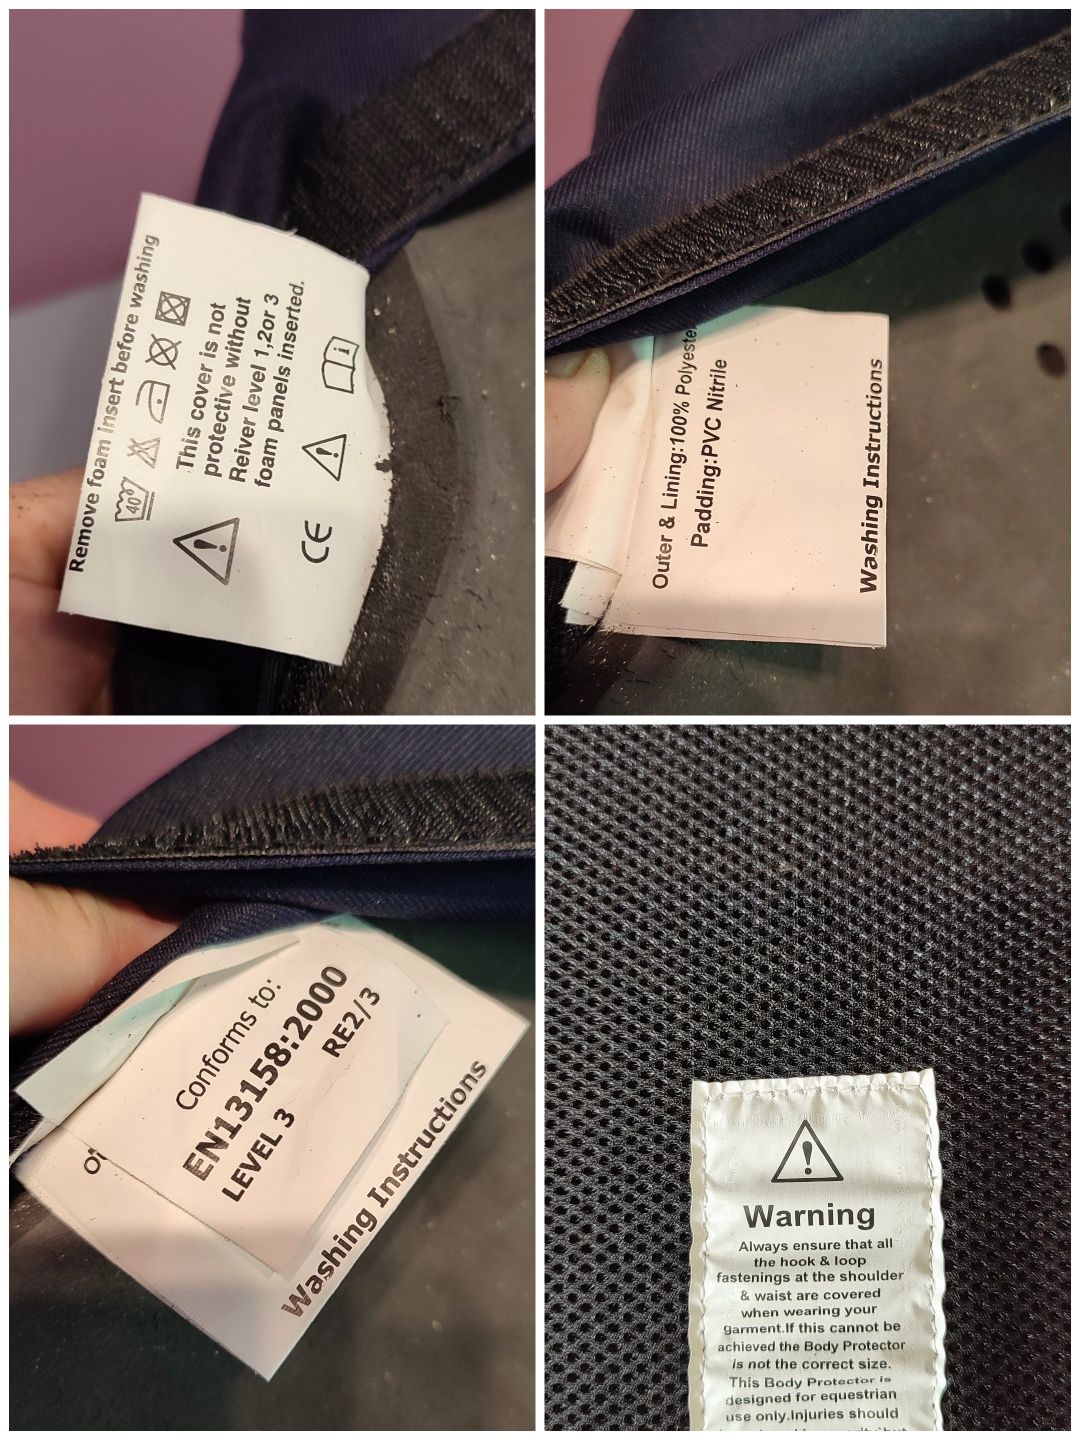 Remove foam insert before washing
40°
This cover is not
protective without
Reiver level 1,2or 3
foam panels inserted.
CE
i
Outer & Lining:100% Polyester
Padding:PVC Nitrile
Washing Instructions
Conforms to:
EN13158:2000
LEVEL 3 RE2/3
Washing Instructions
Warning
Always ensure that all
the hook & loop
fastenings at the shoulder
& waist are covered
when wearing your
garment.If this cannot be
achieved the Body Protector
is not the correct size.
This Body Protector is
designed for equestrian
use only.Injuries should